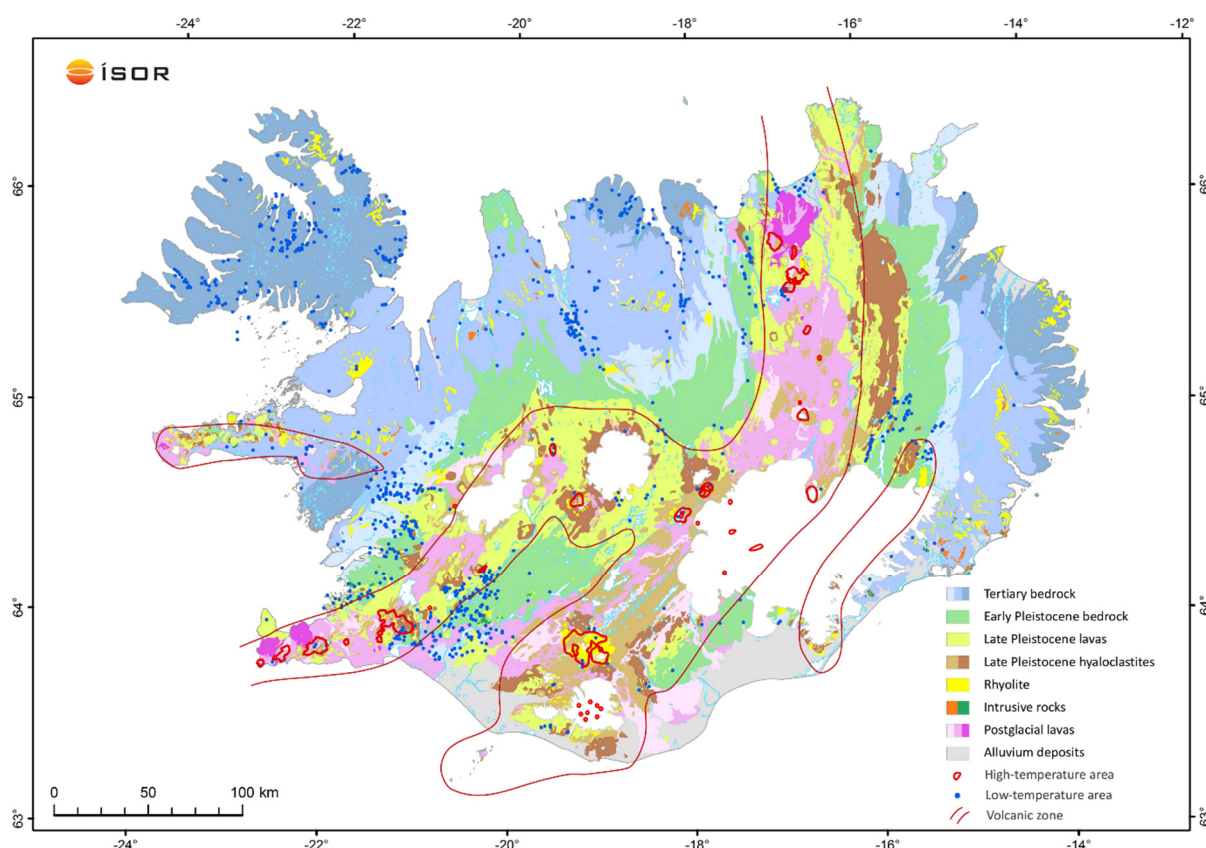 -24°
-22°
-20°
-18°
-16°
-14°
-12°
ÍSOR
66°
66°
65°
65°
64°
64°
63°
63°
Tertiary bedrock
Early Pleistocene bedrock
Late Pleistocene lavas
Late Pleistocene hyaloclastites
Rhyolite
Intrusive rocks
Postglacial lavas
Alluvium deposits
High-temperature area
Low-temperature area
Volcanic zone
0 50 100 km
-24
-22
-20
-18
-16
-14